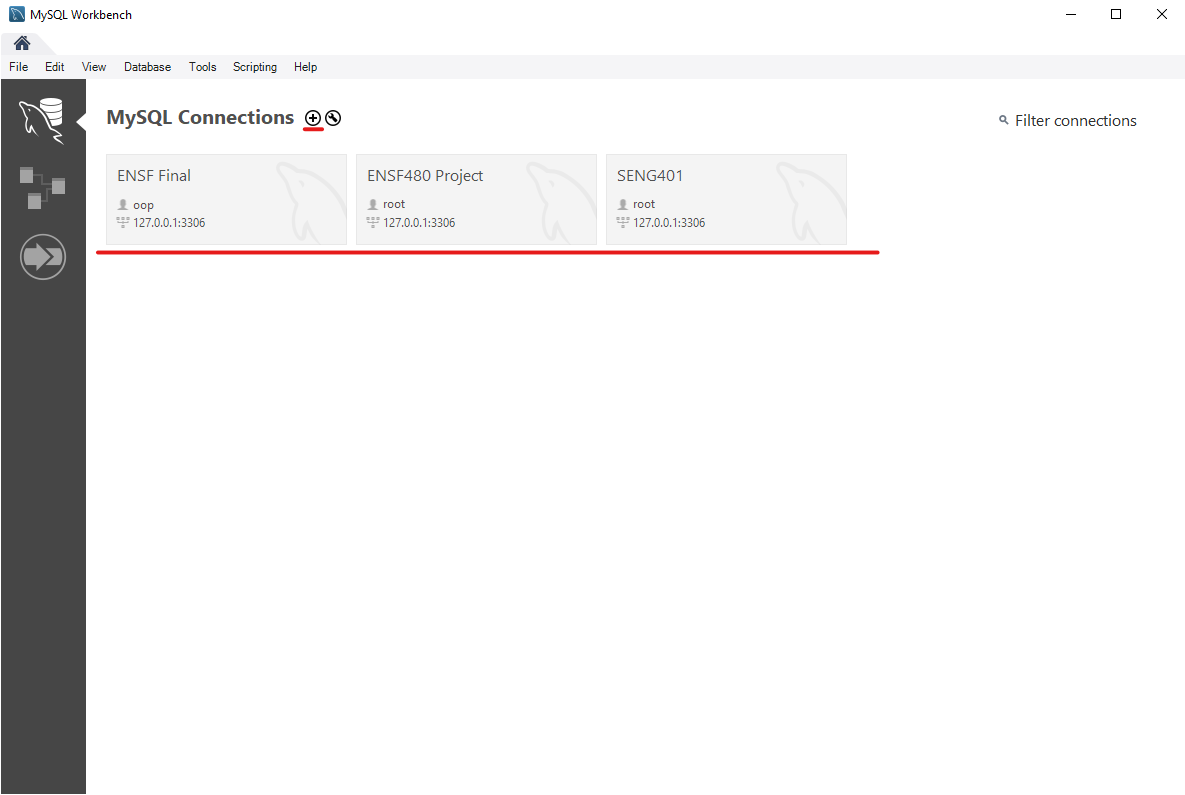 MySQL Workbench
File Edit View Database Tools Scripting Help
MySQL Connections
Filter connections
ENSF Final
oop
127.0.0.1:3306
ENSF480 Project
root
127.0.0.1:3306
SENG401
root
127.0.0.1:3306